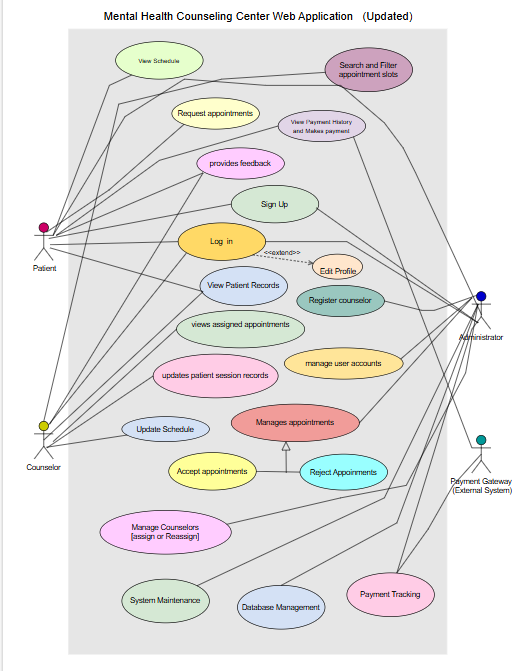 Mental Health Counseling Center Web Application (Updated)
View Schedule
Search and Filter
appointment slots
Request appointments
View Payment History
and Makes payment
provides feedback
Sign Up
Log in
<<extend>>
Edit Profile
Patient
View Patient Records
Register counselor
views assigned appointments
Administrator
manage user accounts
updates patient session records
Manages appointments
Update Schedule
Counselor
Accept appointments
Reject Appoinments
Payment Gateway
(External System)
Manage Counselors
[assign or Reassign]
System Maintenance
Database Management
Payment Tracking